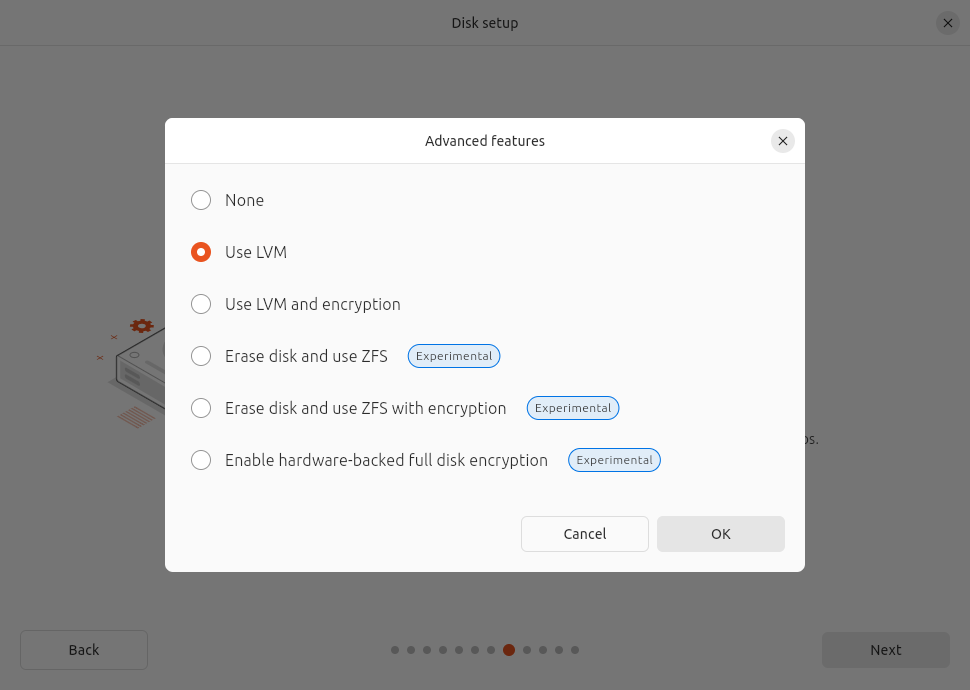 Disk setup
Advanced features
None
Use LVM
Use LVM and encryption
Erase disk and use ZFS Experimental
Erase disk and use ZFS with encryption Experimental
Enable hardware-backed full disk encryption Experimental
Cancel OK
Back Next